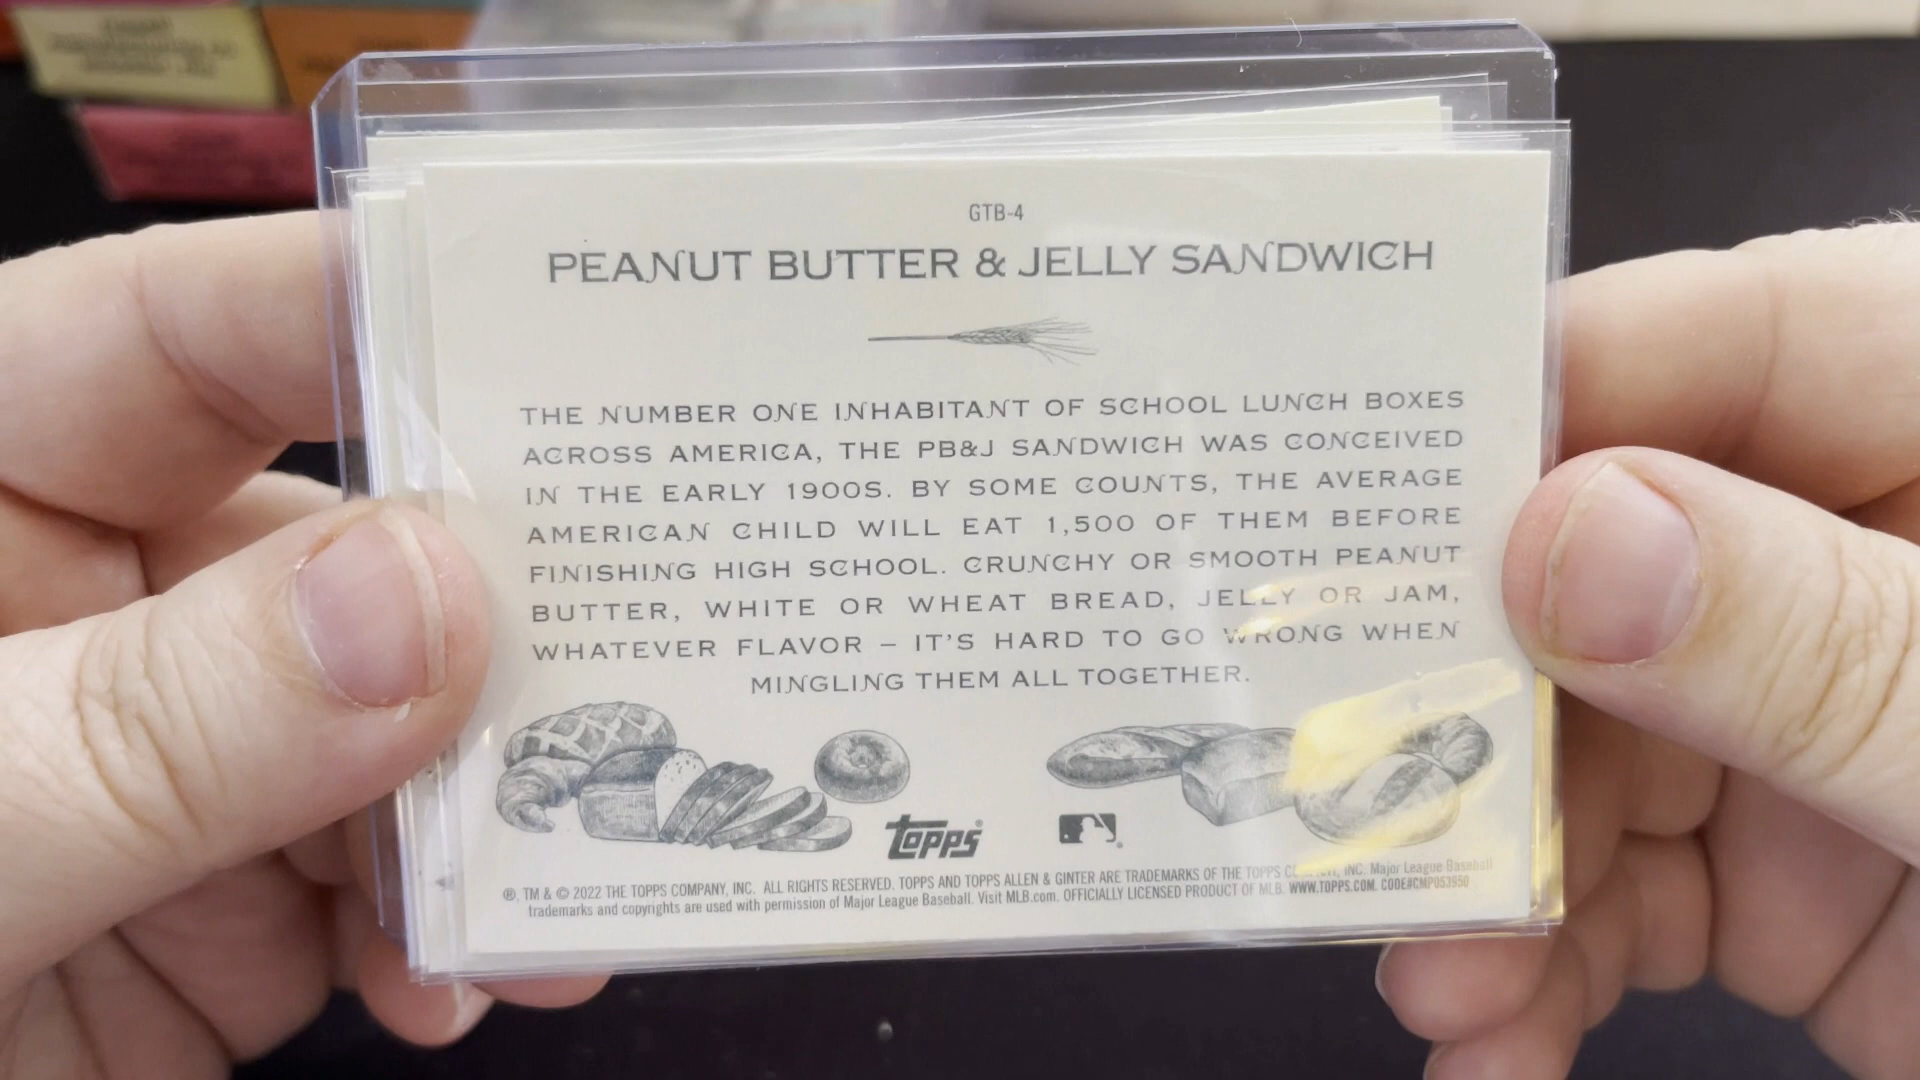 GTB-4
PEANUT BUTTER & JELLY SANDWICH
THE NUMBER ONE INHABITANT OF SCHOOL LUNCH BOXES
ACROSS AMERICA, THE PB&J SANDWICH WAS CONCEIVED
IN THE EARLY 1900S. BY SOME COUNTS, THE AVERAGE
AMERICAN CHILD WILL EAT 1,500 OF THEM BEFORE
FINISHING HIGH SCHOOL. CRUNCHY OR SMOOTH PEANUT
BUTTER, WHITE OR WHEAT BREAD, JELLY OR JAM,
WHATEVER FLAVOR – IT'S HARD TO GO WRONG WHEN
MINGLING THEM ALL TOGETHER.
topps®
®, TM & © 2022 THE TOPPS COMPANY, INC. ALL RIGHTS RESERVED. TOPPS AND TOPPS ALLEN & GINTER ARE TRADEMARKS OF THE TOPPS INC. Major League Baseball
trademarks and copyrights are used with permission of Major League Baseball. Visit MLB.com. OFFICIALLY LICENSED PRODUCT OF MLB. WWW.TOPPS.COM. CODE#CMP053950